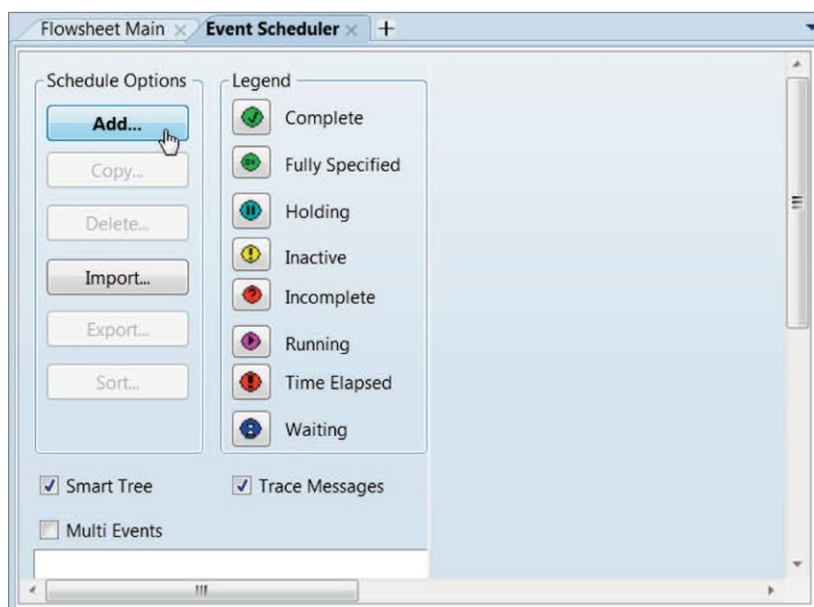 Flowsheet Main × Event Scheduler × +
Schedule Options
Add...
Copy...
Delete...
Import...
Export...
Sort...
Legend
Complete
OK Fully Specified
Holding
! Inactive
? Incomplete
Running
! Time Elapsed
Waiting
Smart Tree
Trace Messages
Multi Events